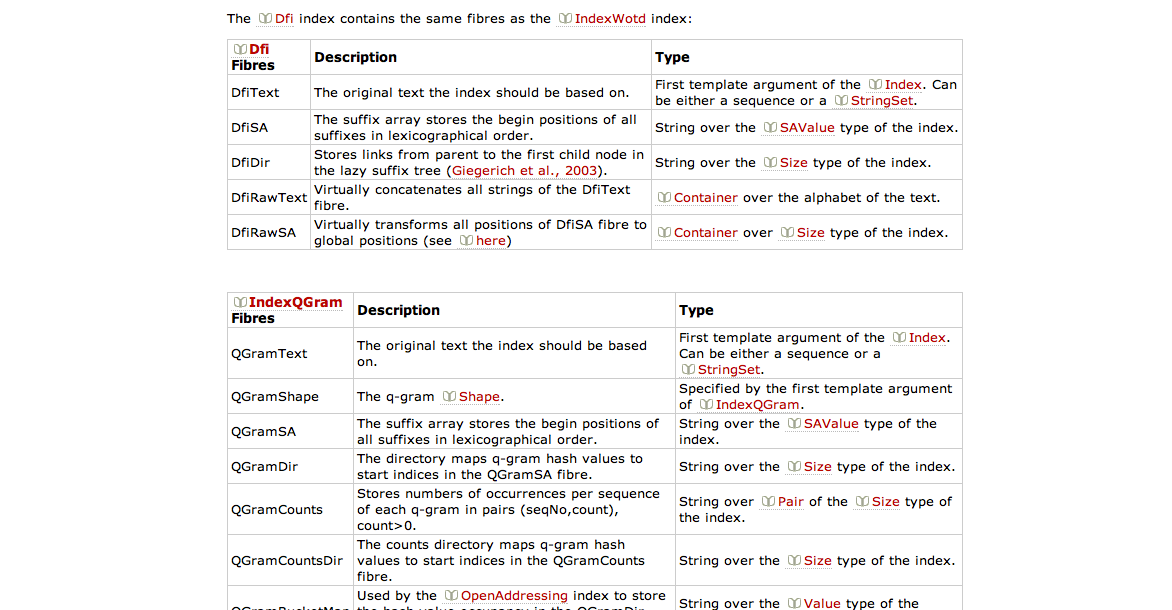 The Dfi index contains the same fibres as the IndexWotd index:
Dfi
Fibres
Description
Type
DfiText
The original text the index should be based on.
First template argument of the Index. Can
be either a sequence or a StringSet.
DfiSA
The suffix array stores the begin positions of all
suffixes in lexicographical order.
String over the SAValue type of the index.
DfiDir
Stores links from parent to the first child node in
the lazy suffix tree (Giegerich et al., 2003).
String over the Size type of the index.
DfiRawText
Virtually concatenates all strings of the DfiText
fibre.
Container over the alphabet of the text.
DfiRawSA
Virtually transforms all positions of DfiSA fibre to
global positions (see here)
Container over Size type of the index.
IndexQGram
Fibres
Description
Type
QGramText
The original text the index should be based
on.
First template argument of the Index.
Can be either a sequence or a
StringSet.
QGramShape
The q-gram Shape.
Specified by the first template argument
of IndexQGram.
QGramSA
The suffix array stores the begin positions of
all suffixes in lexicographical order.
String over the SAValue type of the
index.
QGramDir
The directory maps q-gram hash values to
start indices in the QGramSA fibre.
String over the Size type of the index.
QGramCounts
Stores numbers of occurrences per sequence
of each q-gram in pairs (seqNo,count),
count>0.
String over Pair of the Size type of
the index.
QGramCountsDir
The counts directory maps q-gram hash
values to start indices in the QGramCounts
fibre.
String over the Size type of the index.
QGramBucketMap
Used by the OpenAddressing index to store
the hash value occupancy in the QGramDir
String over the Value type of the